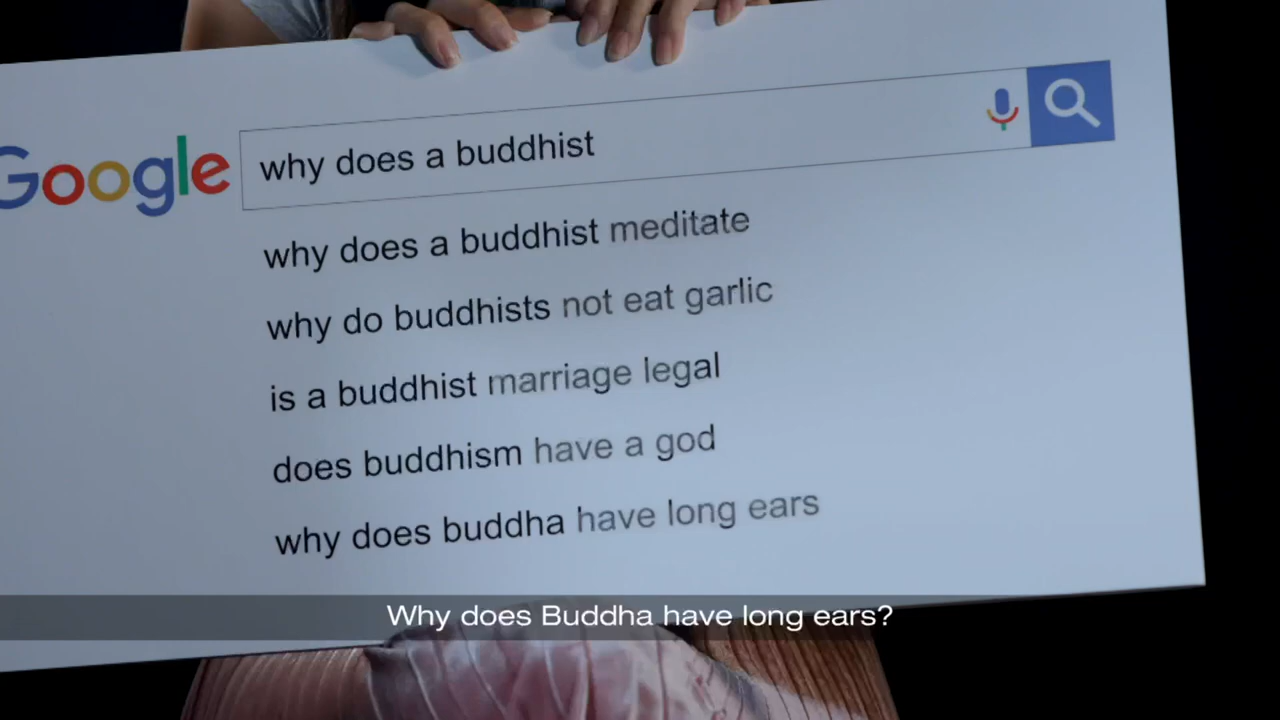 Google
why does a buddhist
why does a buddhist meditate
why do buddhists not eat garlic
is a buddhist marriage legal
does buddhism have a god
why does buddha have long ears
Why does Buddha have long ears?